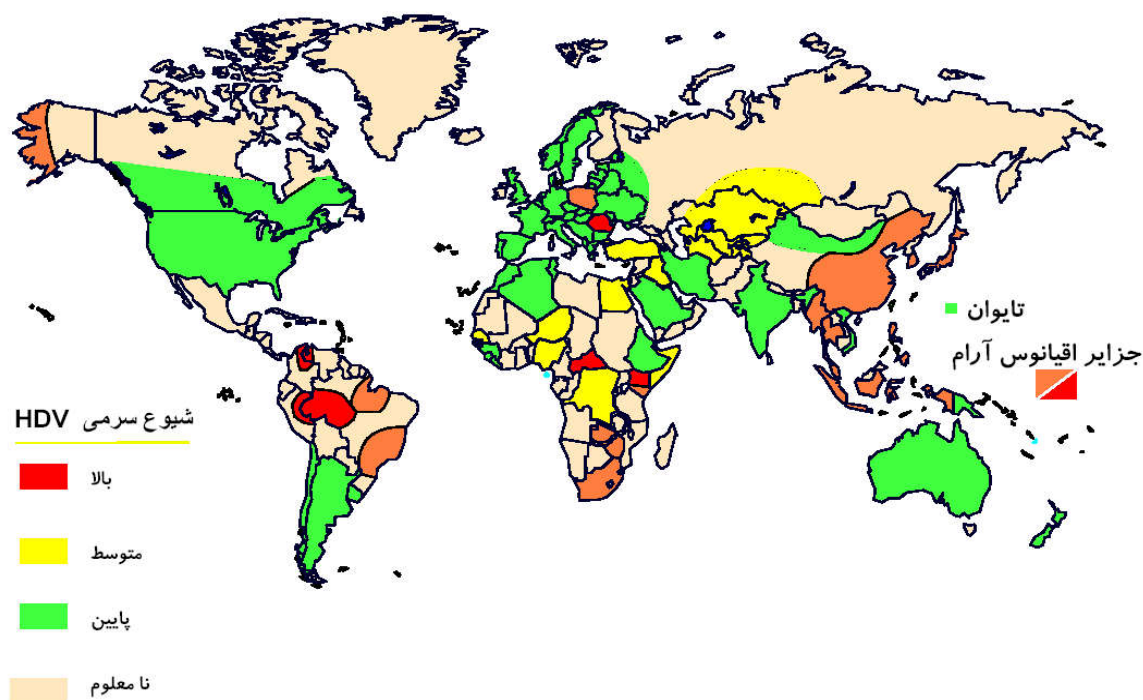 تایوان
جزایر اقیانوس آرام
شیوع سرمی HDV
بالا
متوسط
پایین
نا معلوم